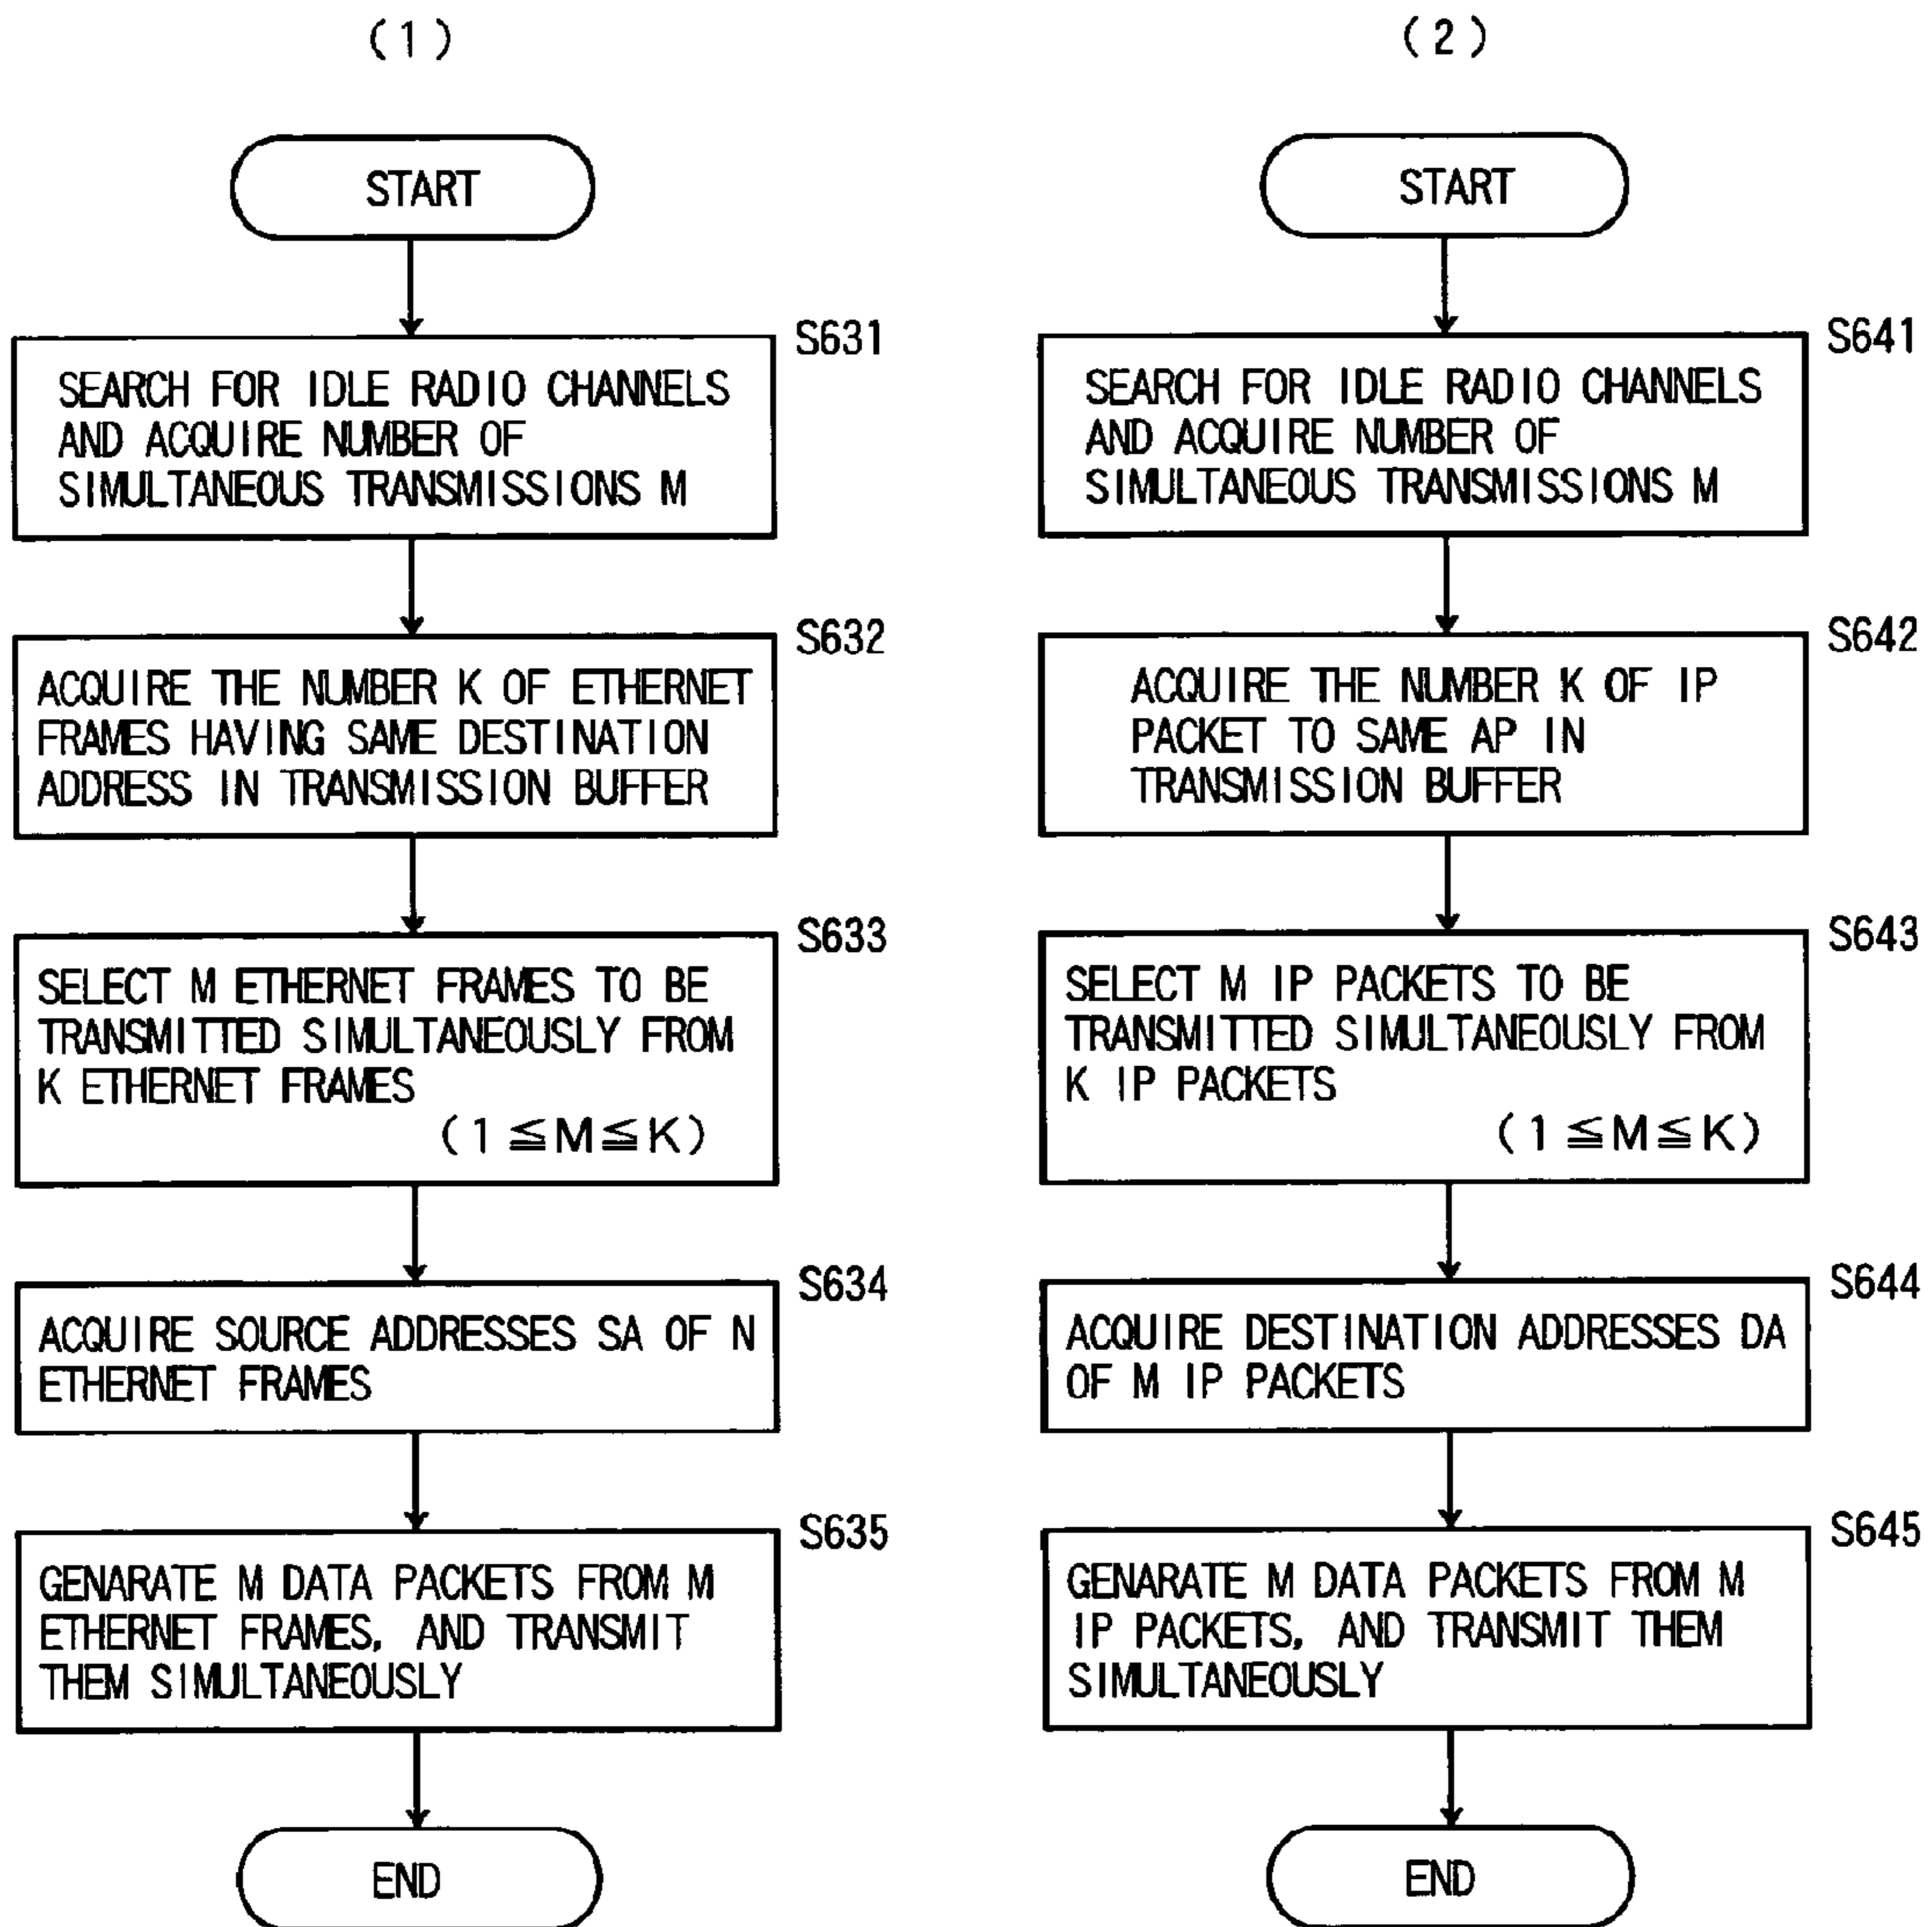 (1)
START
S631
SEARCH FOR IDLE RADIO CHANNELS
AND ACQUIRE NUMBER OF
SIMULTANEOUS TRANSMISSIONS M
S632
ACQUIRE THE NUMBER K OF ETHERNET
FRAMES HAVING SAME DESTINATION
ADDRESS IN TRANSMISSION BUFFER
S633
SELECT M ETHERNET FRAMES TO BE
TRANSMITTED SIMULTANEOUSLY FROM
K ETHERNET FRAMES
(1≦M≦K)
S634
ACQUIRE SOURCE ADDRESSES SA OF N
ETHERNET FRAMES
S635
GENARATE M DATA PACKETS FROM M
ETHERNET FRAMES, AND TRANSMIT
THEM SIMULTANEOUSLY
END
(2)
START
S641
SEARCH FOR IDLE RADIO CHANNELS
AND ACQUIRE NUMBER OF
SIMULTANEOUS TRANSMISSIONS M
S642
ACQUIRE THE NUMBER K OF IP
PACKET TO SAME AP IN
TRANSMISSION BUFFER
S643
SELECT M IP PACKETS TO BE
TRANSMITTED SIMULTANEOUSLY FROM
K IP PACKETS
(1≦M≦K)
S644
ACQUIRE DESTINATION ADDRESSES DA
OF M IP PACKETS
S645
GENARATE M DATA PACKETS FROM M
IP PACKETS, AND TRANSMIT THEM
SIMULTANEOUSLY
END